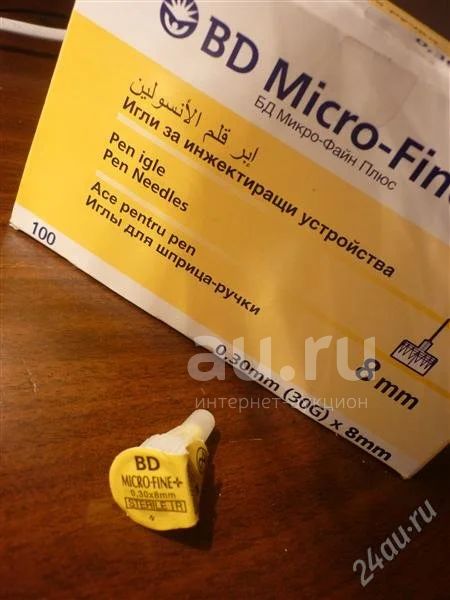 BD Micro-Fine
БД Микро-Файн Плюс
ابر قلم الأنسولين
Игли за инжектиращи устройства
Pen igle
Pen Needles
Ace pentru pen
Иглы для шприца-ручки
100
8 mm
0,30mm (30G) x 8mm
au.ru
интернет-аукцион
BD
MICRO-FINE+
0,30x8mm
STERILE R
24au.ru